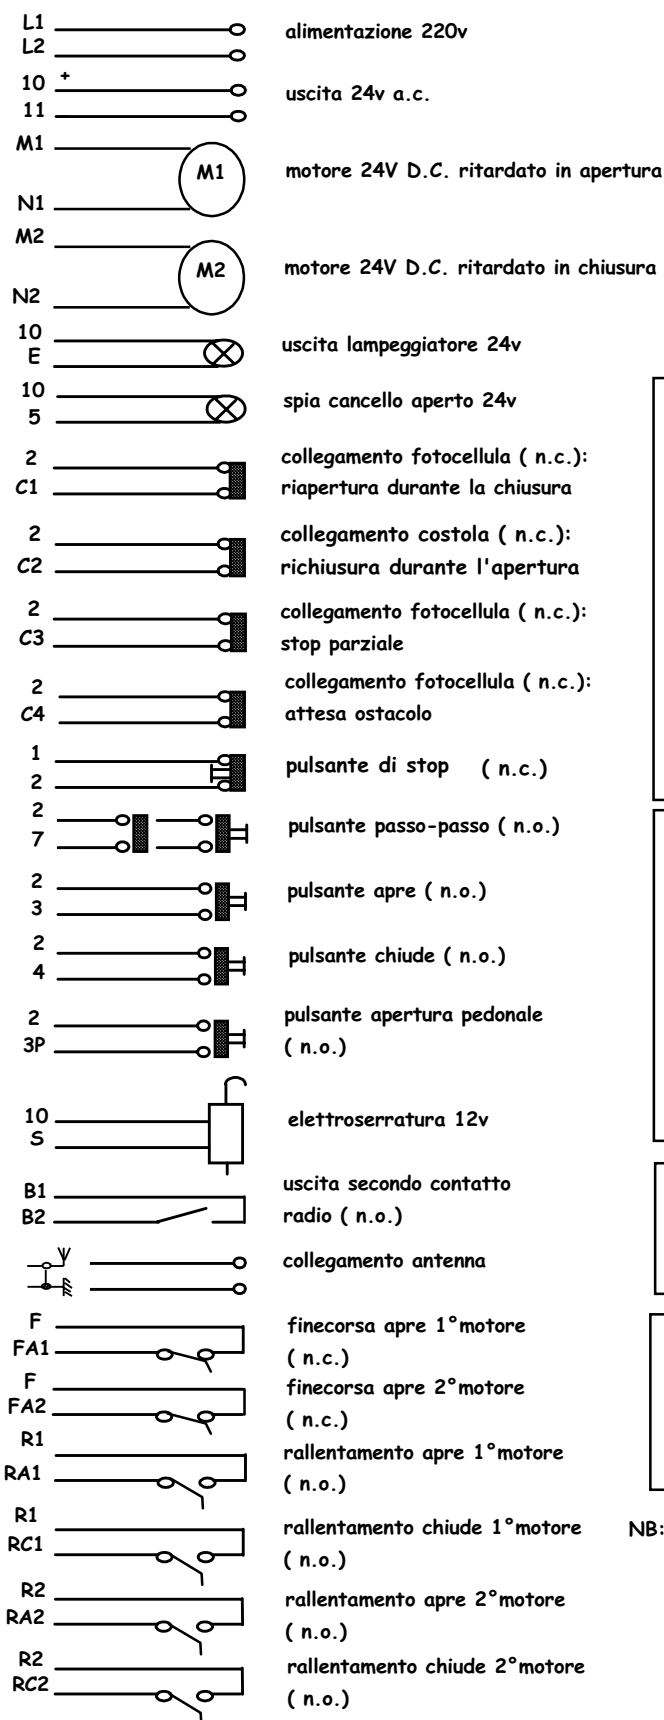 L1
L2
alimentazione 220v
10 +
11
uscita 24v a.c.
M1
N1
M1
motore 24V D.C. ritardato in apertura
M2
N2
M2
motore 24V D.C. ritardato in chiusura
10
E
uscita lampeggiatore 24v
10
5
spia cancello aperto 24v
2
C1
collegamento fotocellula ( n.c.):
riapertura durante la chiusura
2
C2
collegamento costola ( n.c.):
richiusura durante l'apertura
2
C3
collegamento fotocellula ( n.c.):
stop parziale
2
C4
collegamento fotocellula ( n.c.):
attesa ostacolo
1
2
pulsante di stop ( n.c.)
2
7
pulsante passo-passo ( n.o.)
2
3
pulsante apre ( n.o.)
2
4
pulsante chiude ( n.o.)
2
3P
pulsante apertura pedonale
( n.o.)
10
S
elettroserratura 12v
B1
B2
uscita secondo contatto
radio ( n.o.)
collegamento antenna
F
FA1
finecorsa apre 1°motore
( n.c.)
F
FA2
finecorsa apre 2°motore
( n.c.)
R1
RA1
rallentamento apre 1°motore
( n.o.)
R1
RC1
rallentamento chiude 1°motore
( n.o.)
NB:
R2
RA2
rallentamento apre 2°motore
( n.o.)
R2
RC2
rallentamento chiude 2°motore
( n.o.)